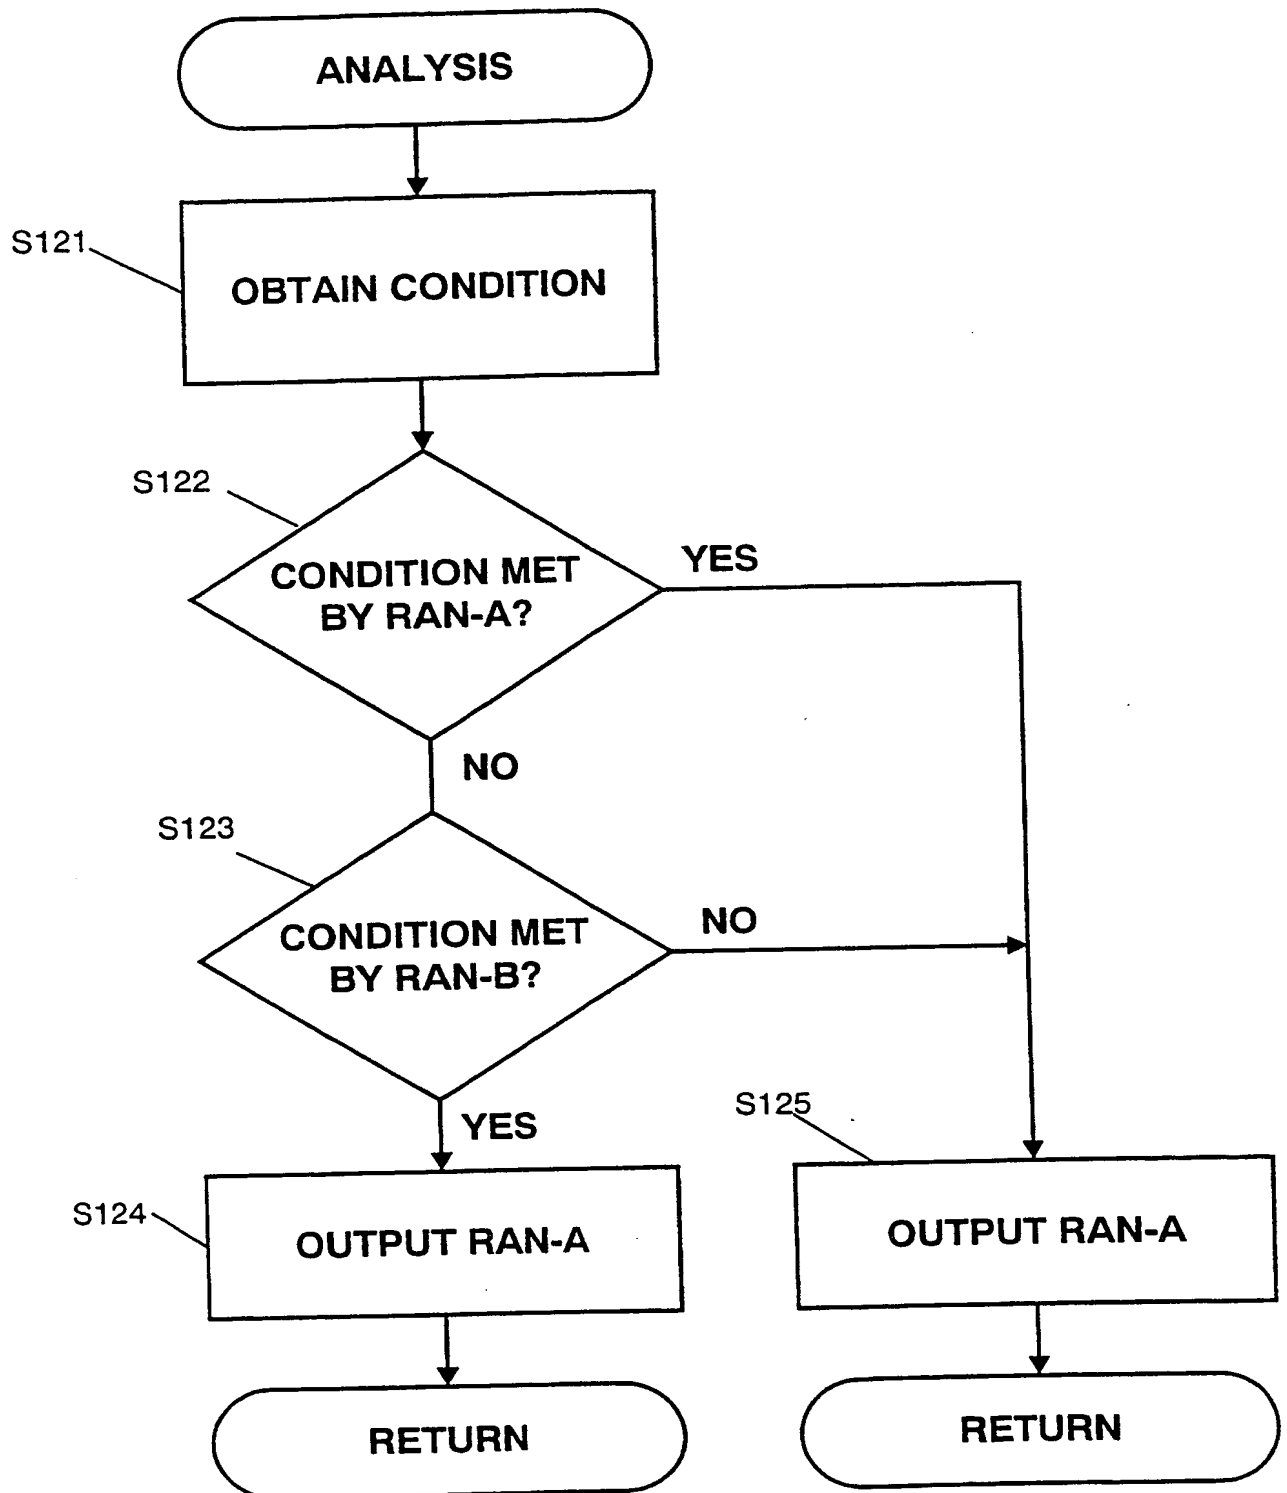 ANALYSIS
S121
OBTAIN CONDITION
S122
CONDITION MET
BY RAN-A?
YES
NO
S123
CONDITION MET
BY RAN-B?
NO
YES
S125
S124
OUTPUT RAN-A
OUTPUT RAN-A
RETURN
RETURN